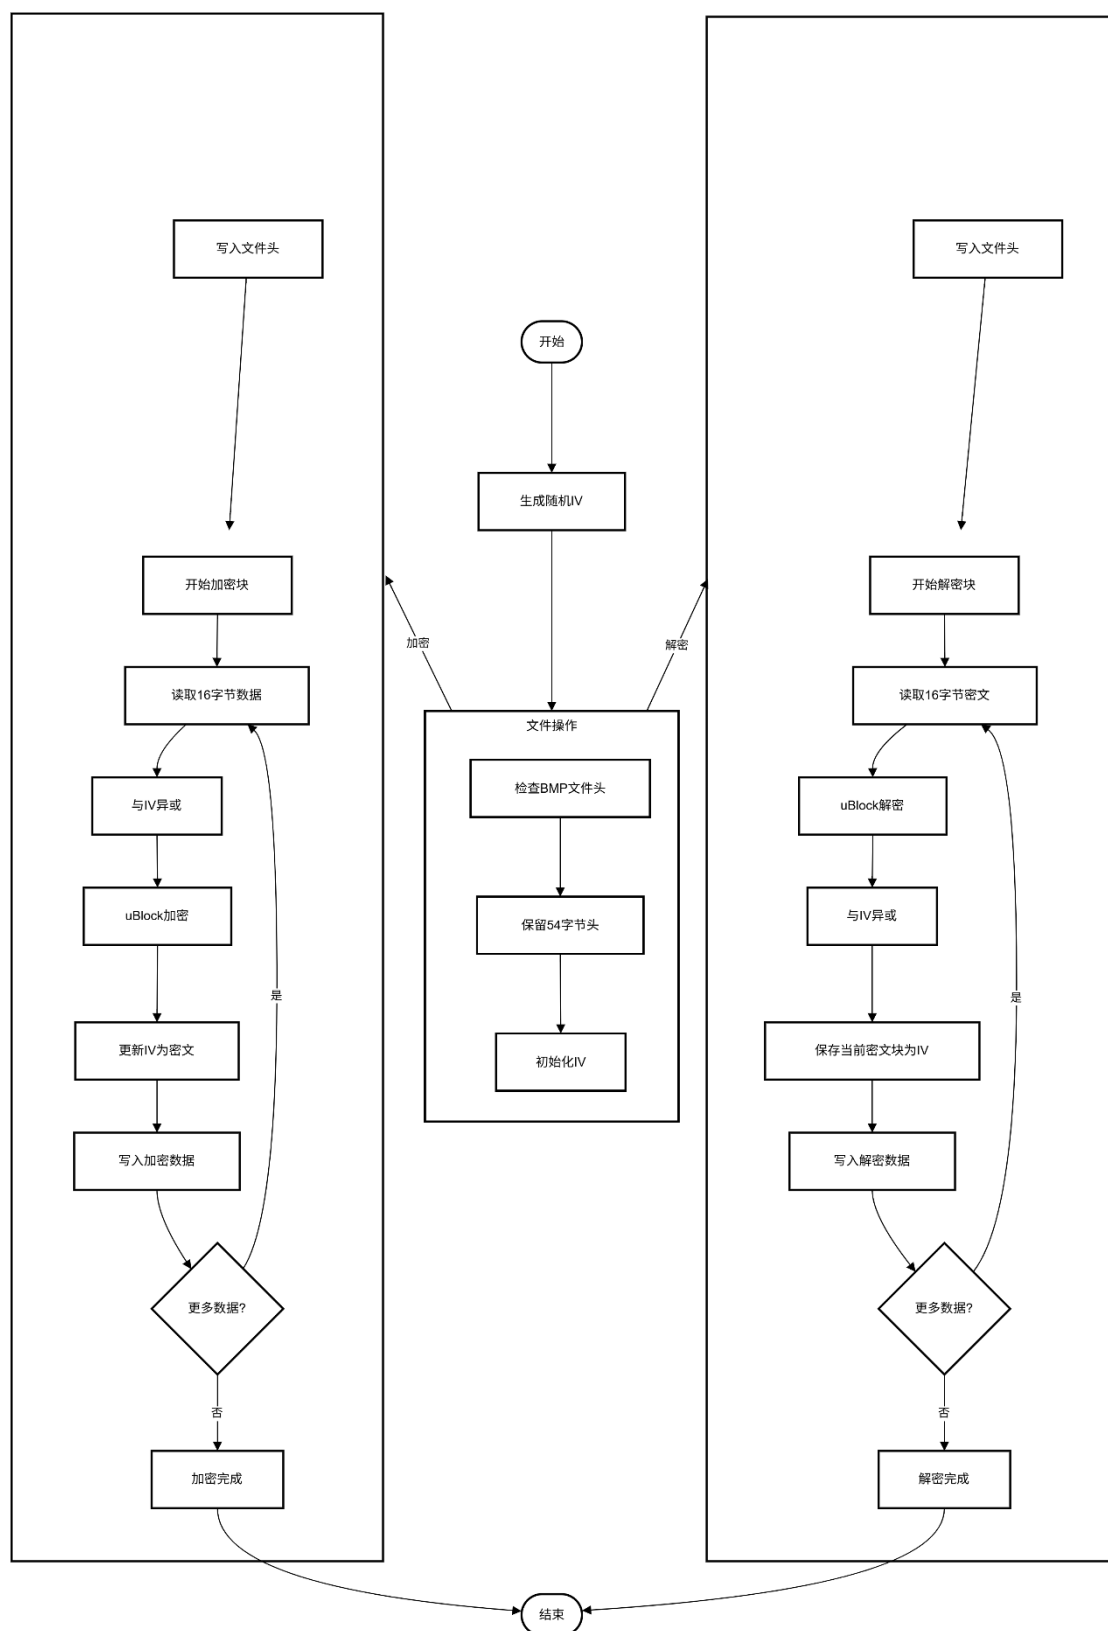 写入文件头
写入文件头
开始
生成随机IV
开始加密块
开始解密块
加密
解密
读取16字节数据
读取16字节密文
文件操作
检查BMP文件头
与IV异或
uBlock解密
uBlock加密
保留54字节头
与IV异或
是
是
更新IV为密文
初始化IV
保存当前密文块为IV
写入加密数据
写入解密数据
更多数据?
更多数据?
否
否
加密完成
解密完成
结束